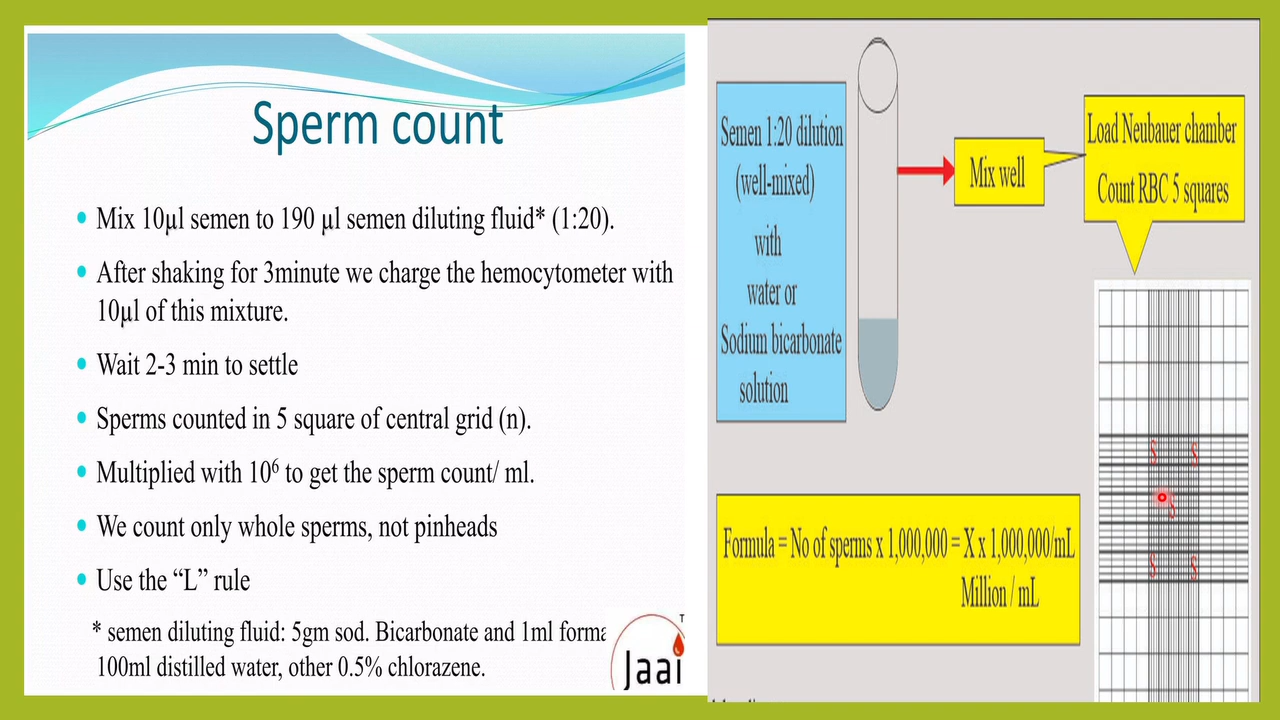 Sperm count
Mix 10µl semen to 190 µl semen diluting fluid* (1:20).
After shaking for 3minute we charge the hemocytometer with
10µl of this mixture.
Wait 2-3 min to settle
Sperms counted in 5 square of central grid (n).
Multiplied with 10⁶ to get the sperm count/ ml.
We count only whole sperms, not pinheads
Use the “L” rule
* semen diluting fluid: 5gm sod. Bicarbonate and 1ml forma
100ml distilled water, other 0.5% chlorazene.
Jaai
Semen 1:20 dilution
(well-mixed)
with
water or
Sodium bicarbonate
solution
Mix well
Load Neubauer chamber
Count RBC 5 squares
S S
S
S S
Formula = No of sperms x 1,000,000 = X x 1,000,000/mL
Million / mL